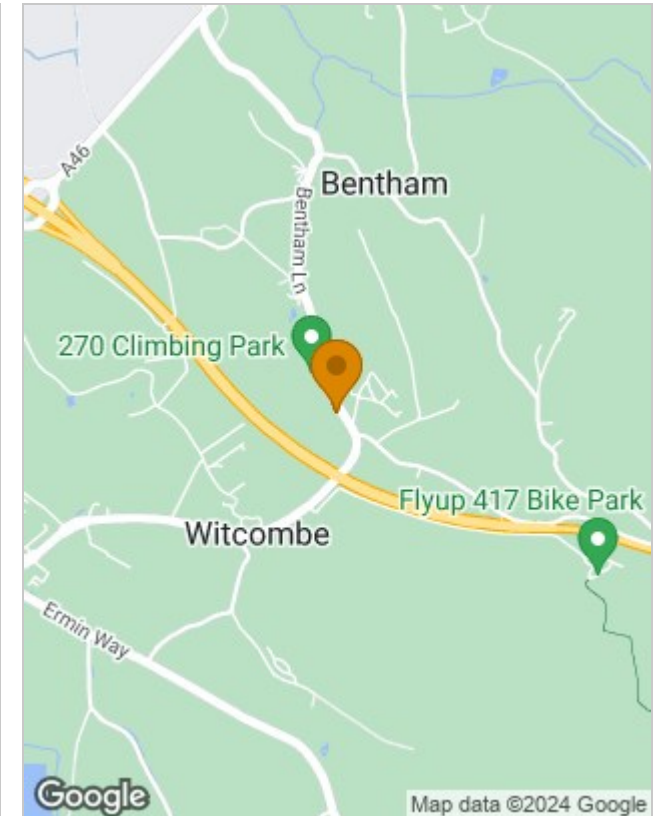 A46
Bentham
Bentham Ln
270 Climbing Park
Flyup 417 Bike Park
Witcombe
Ermin Way
Google
Map data ©2024 Google